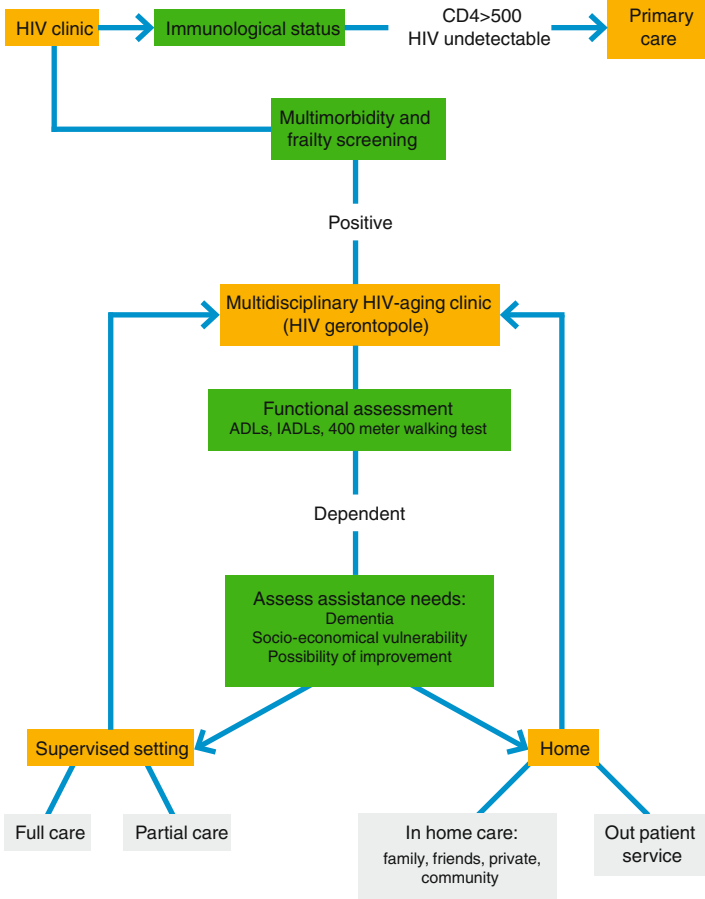 HIV clinic
Immunological status
CD4>500
HIV undetectable
Primary
care
Multimorbidity and
frailty screening
Positive
Multidisciplinary HIV-aging clinic
(HIV gerontopole)
Functional assessment
ADLs, IADLs, 400 meter walking test
Dependent
Assess assistance needs:
Dementia
Socio-economical vulnerability
Possibility of improvement
Supervised setting
Home
Full care
Partial care
In home care:
family, friends, private,
community
Out patient
service